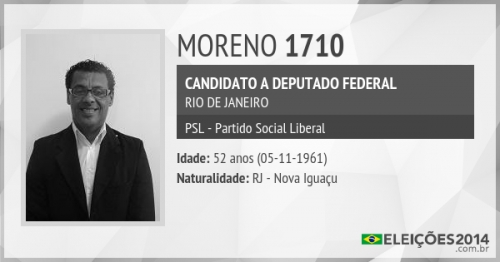 MORENO 1710
CANDIDATO A DEPUTADO FEDERAL
RIO DE JANEIRO
PSL - Partido Social Liberal
Idade: 52 anos (05-11-1961)
Naturalidade: RJ - Nova Iguaçu
ELEIÇÕES2014
.com.br